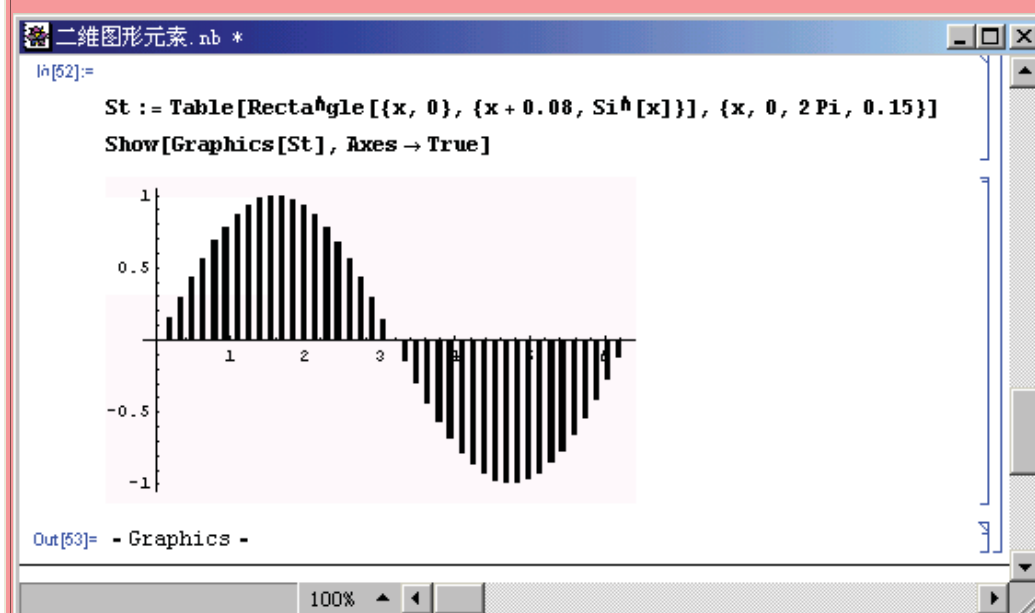 二维图形元素.nb *
In[52]:=
St := Table[Rectangle[{x, 0}, {x + 0.08, Sin[x]}], {x, 0, 2 Pi, 0.15}]
Show[Graphics[St], Axes → True]
1
0.5
1 2 3 4 5 6
-0.5
-1
Out[53]= - Graphics -
100%